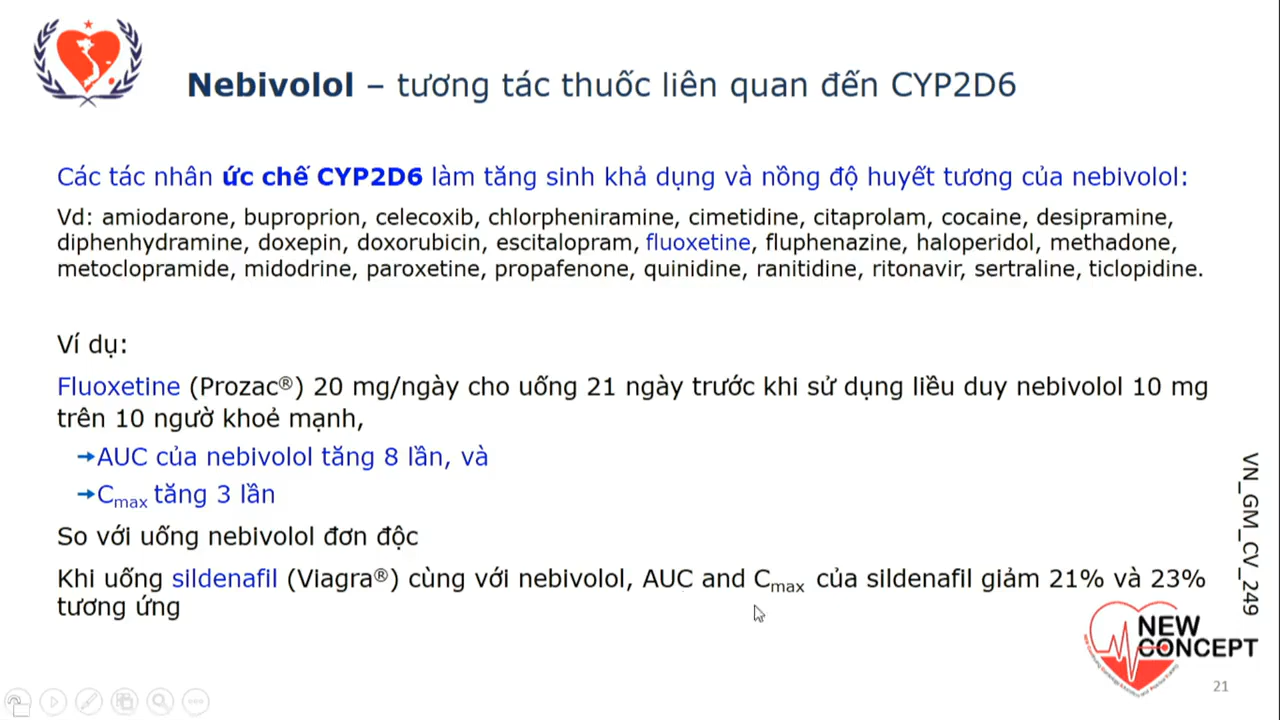 Nebivolol – tương tác thuốc liên quan đến CYP2D6
Các tác nhân ức chế CYP2D6 làm tăng sinh khả dụng và nồng độ huyết tương của nebivolol:
Vd: amiodarone, buproprion, celecoxib, chlorpheniramine, cimetidine, citaprolam, cocaine, desipramine,
diphenhydramine, doxepin, doxorubicin, escitalopram, fluoxetine, fluphenazine, haloperidol, methadone,
metoclopramide, midodrine, paroxetine, propafenone, quinidine, ranitidine, ritonavir, sertraline, ticlopidine.
Ví dụ:
Fluoxetine (Prozac®) 20 mg/ngày cho uống 21 ngày trước khi sử dụng liều duy nebivolol 10 mg
trên 10 ngườ khoẻ mạnh,
➔AUC của nebivolol tăng 8 lần, và
➔Cmax tăng 3 lần
So với uống nebivolol đơn độc
Khi uống sildenafil (Viagra®) cùng với nebivolol, AUC and Cmax của sildenafil giảm 21% và 23%
tương ứng
VN_GM_CV_249
NEW
CONCEPT
21